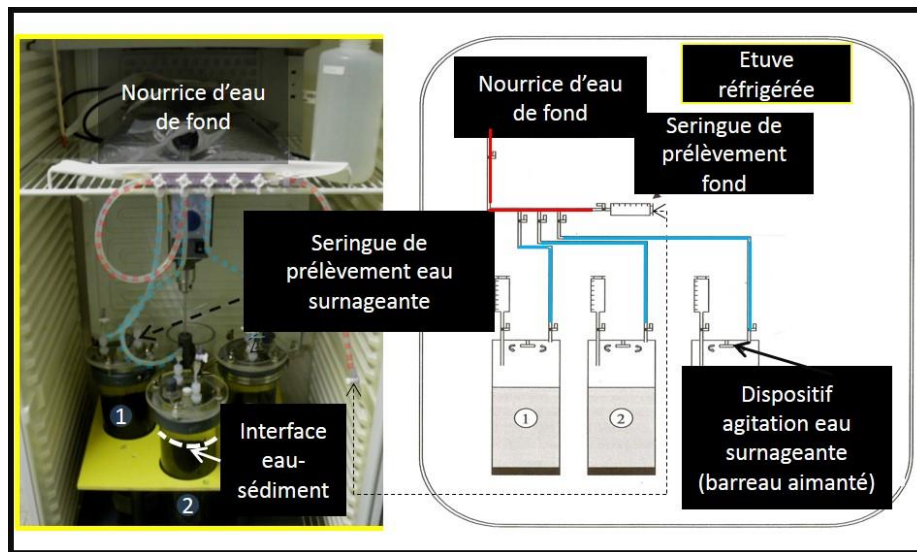 Nourrice d'eau
de fond
Seringue de
prélèvement eau
surnageante
1
Interface
eau-
sédiment
2
Etuve
réfrigérée
Nourrice d'eau
de fond
Seringue de
prélèvement
fond
1
2
Dispositif
agitation eau
surnageante
(barreau aimanté)